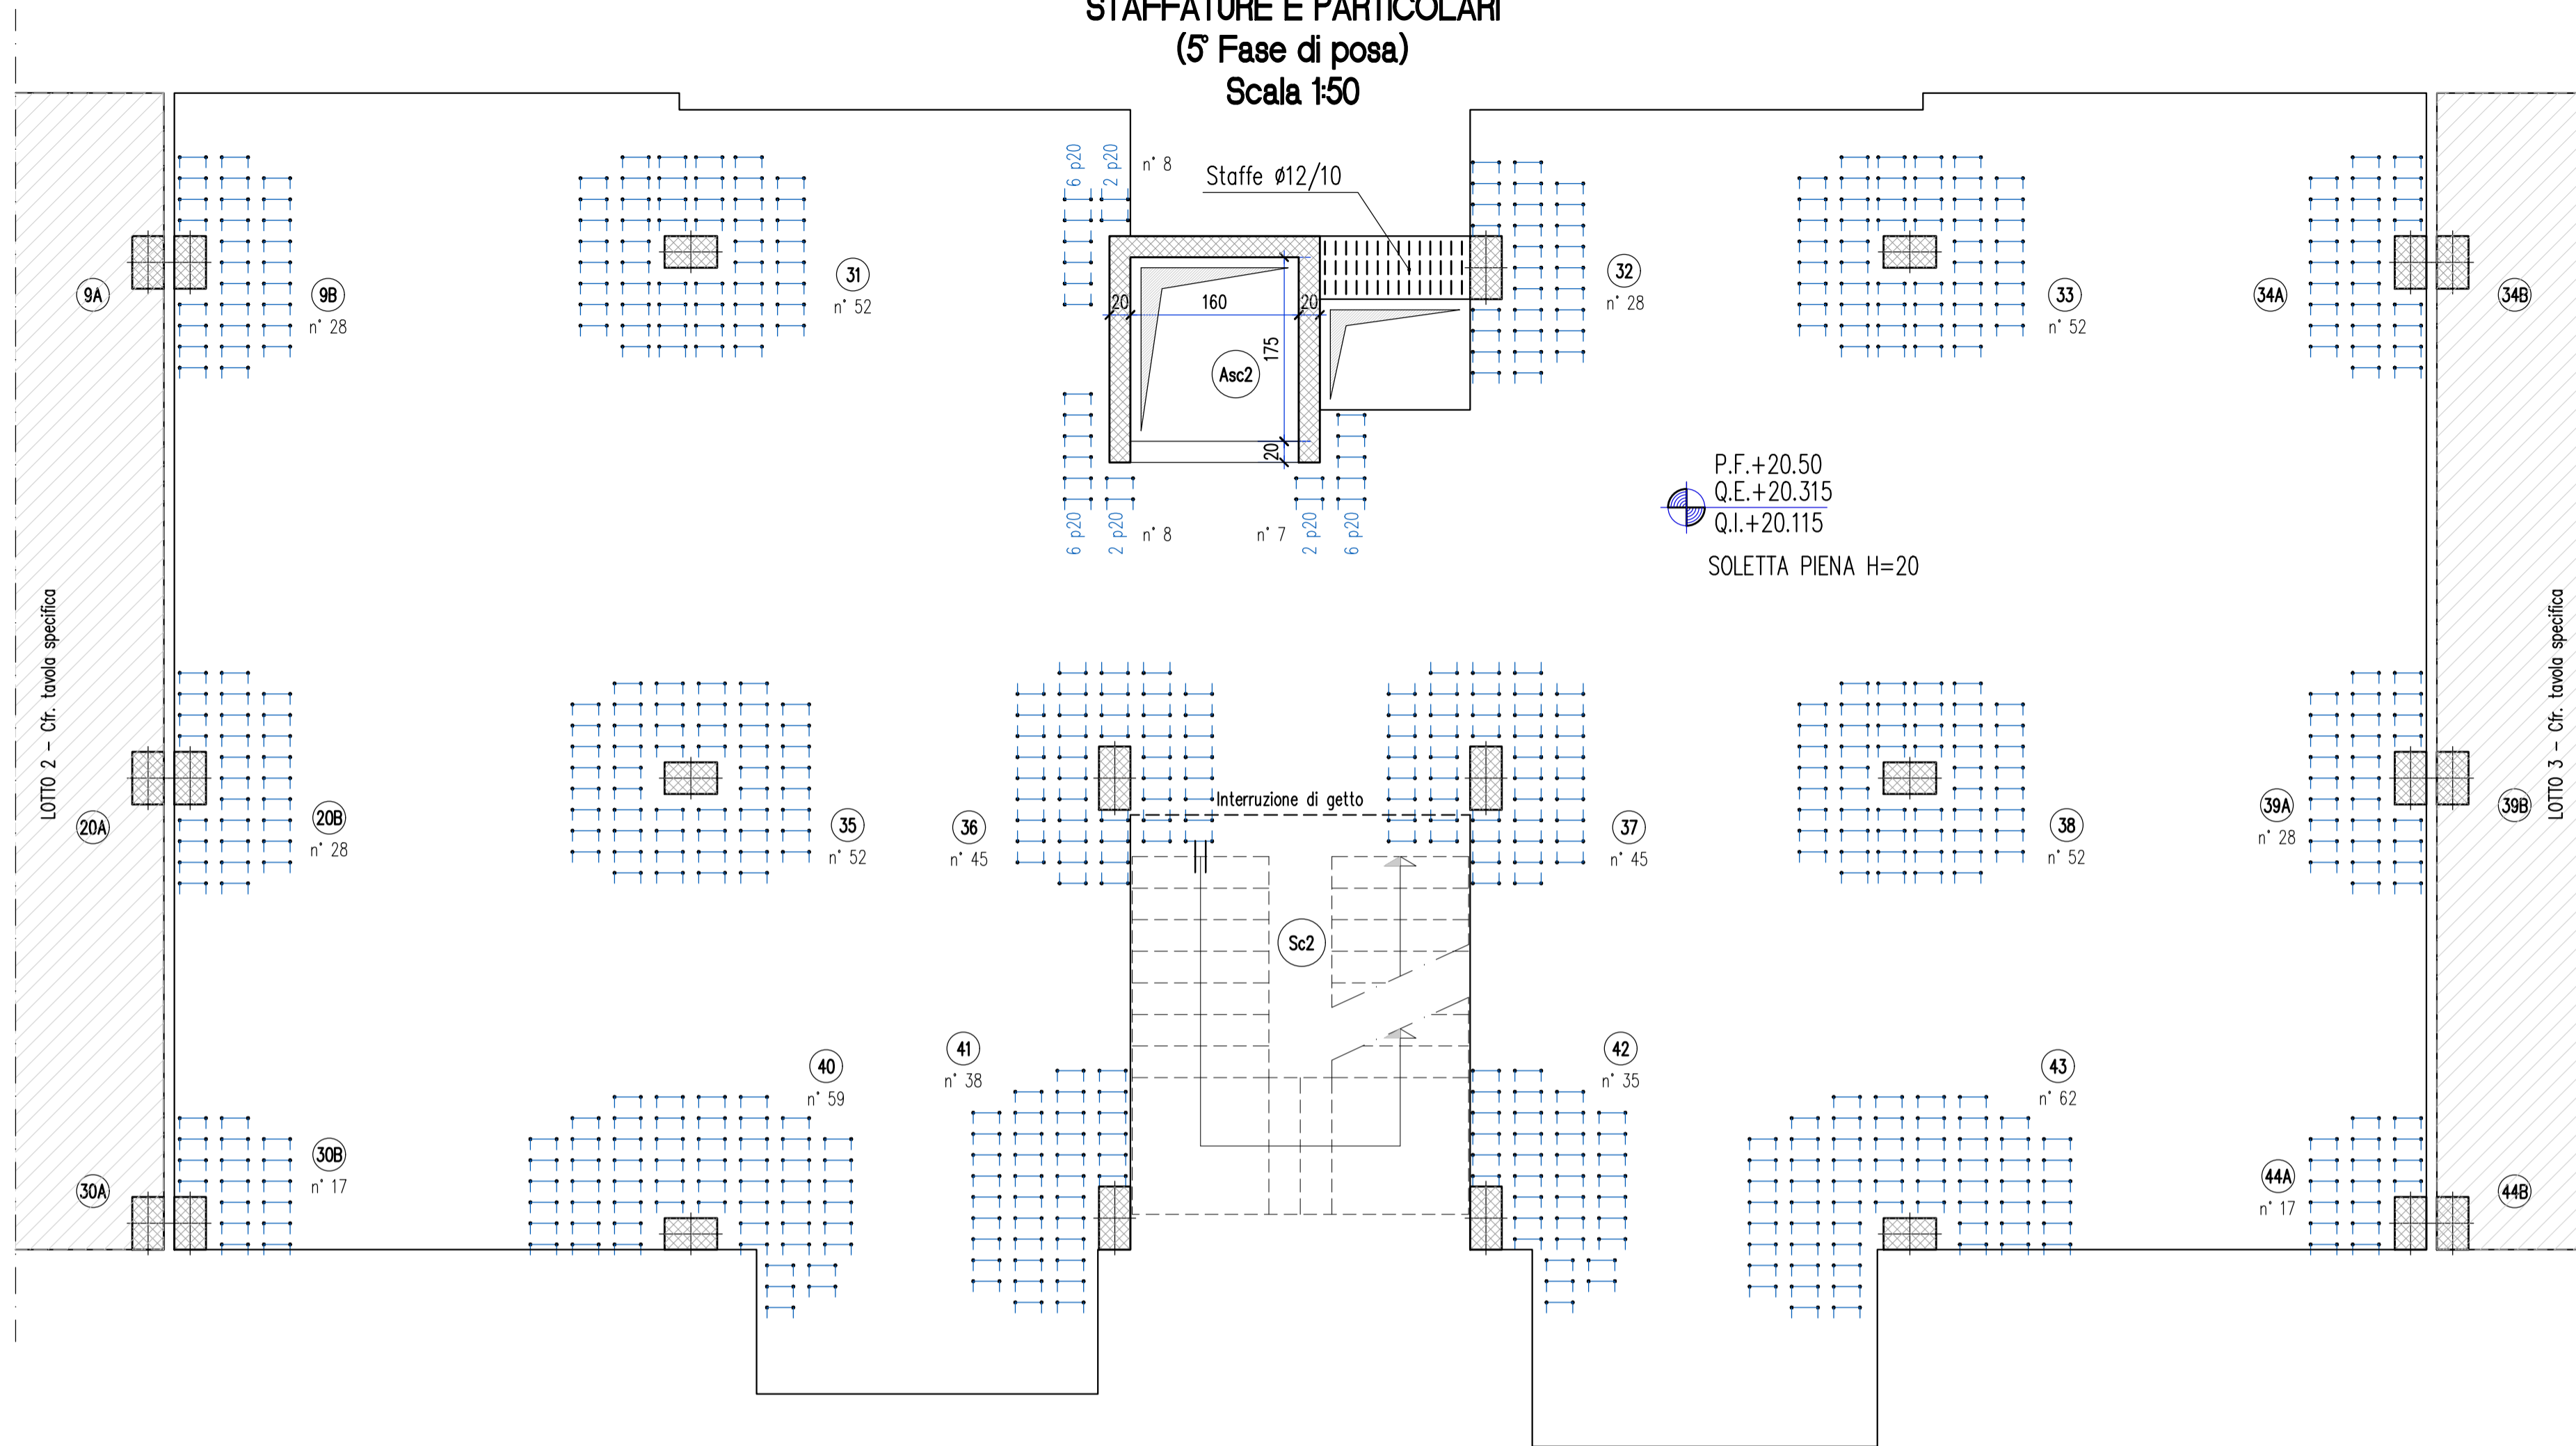 STAFFATURE E PARTICOLARI
(5° Fase di posa)
Scala 1:50
6 p20
2 p20
n° 8
Staffe ø12/10
9A
9B
n° 28
31
n° 52
20
160
20
175
20
Asc2
32
n° 28
33
n° 52
34A
34B
6 p20
2 p20
n° 8
n° 7
2 p20
6 p20
P.F.+20.50
Q.E.+20.315
Q.I.+20.115
SOLETTA PIENA H=20
LOTTO 2 - Cfr. tavola specifica
LOTTO 3 - Cfr. tavola specifica
20A
20B
n° 28
35
n° 52
36
n° 45
Interruzione di getto
37
n° 45
38
n° 52
39A
n° 28
39B
Sc2
30A
30B
n° 17
40
n° 59
41
n° 38
42
n° 35
43
n° 62
44A
n° 17
44B